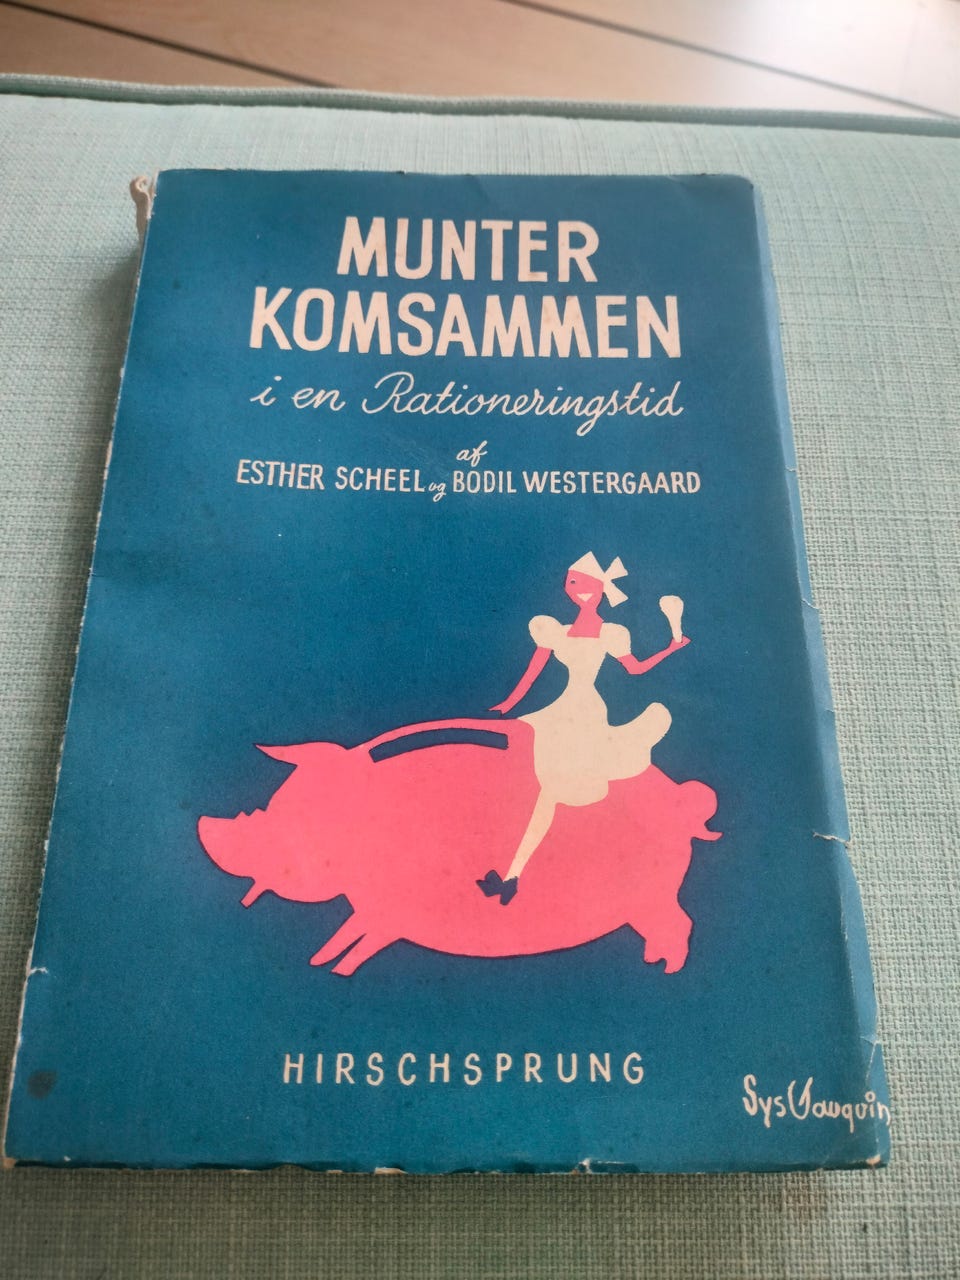 MUNTER
KOMSAMMEN
i en Rationeringstid
af
ESTHER SCHEEL og BODIL WESTERGAARD
HIRSCHSPRUNG
Sys Gauguin